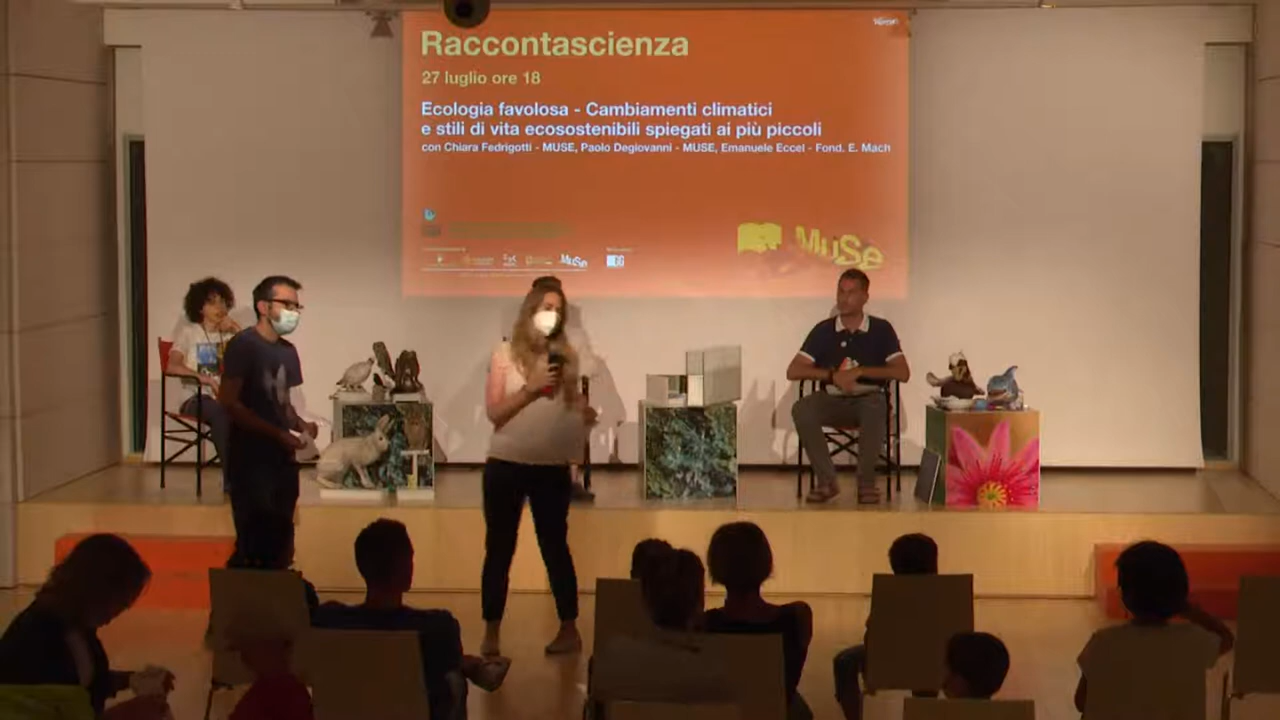 Raccontascienza
27 luglio ore 18
Ecologia favolosa - Cambiamenti climatici
e stili di vita ecosostenibili spiegati ai più piccoli
con Chiara Fedrigotti - MUSE, Paolo Degiovanni - MUSE, Emanuele Eccel - Fond. E. Mach
MuSe
MuSe